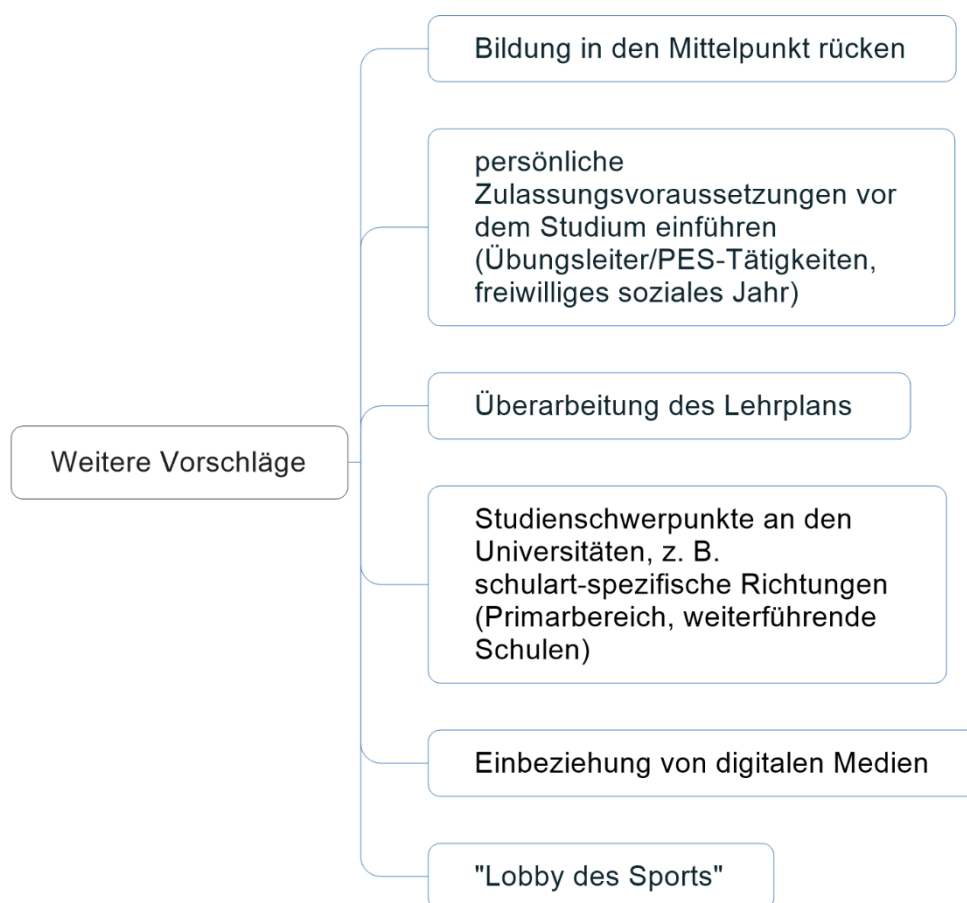 Bildung in den Mittelpunkt rücken
persönliche
Zulassungsvoraussetzungen vor
dem Studium einführen
(Übungsleiter/PES-Tätigkeiten,
freiwilliges soziales Jahr)
Überarbeitung des Lehrplans
Weitere Vorschläge
Studienschwerpunkte an den
Universitäten, z. B.
schulart-spezifische Richtungen
(Primarbereich, weiterführende
Schulen)
Einbeziehung von digitalen Medien
"Lobby des Sports"